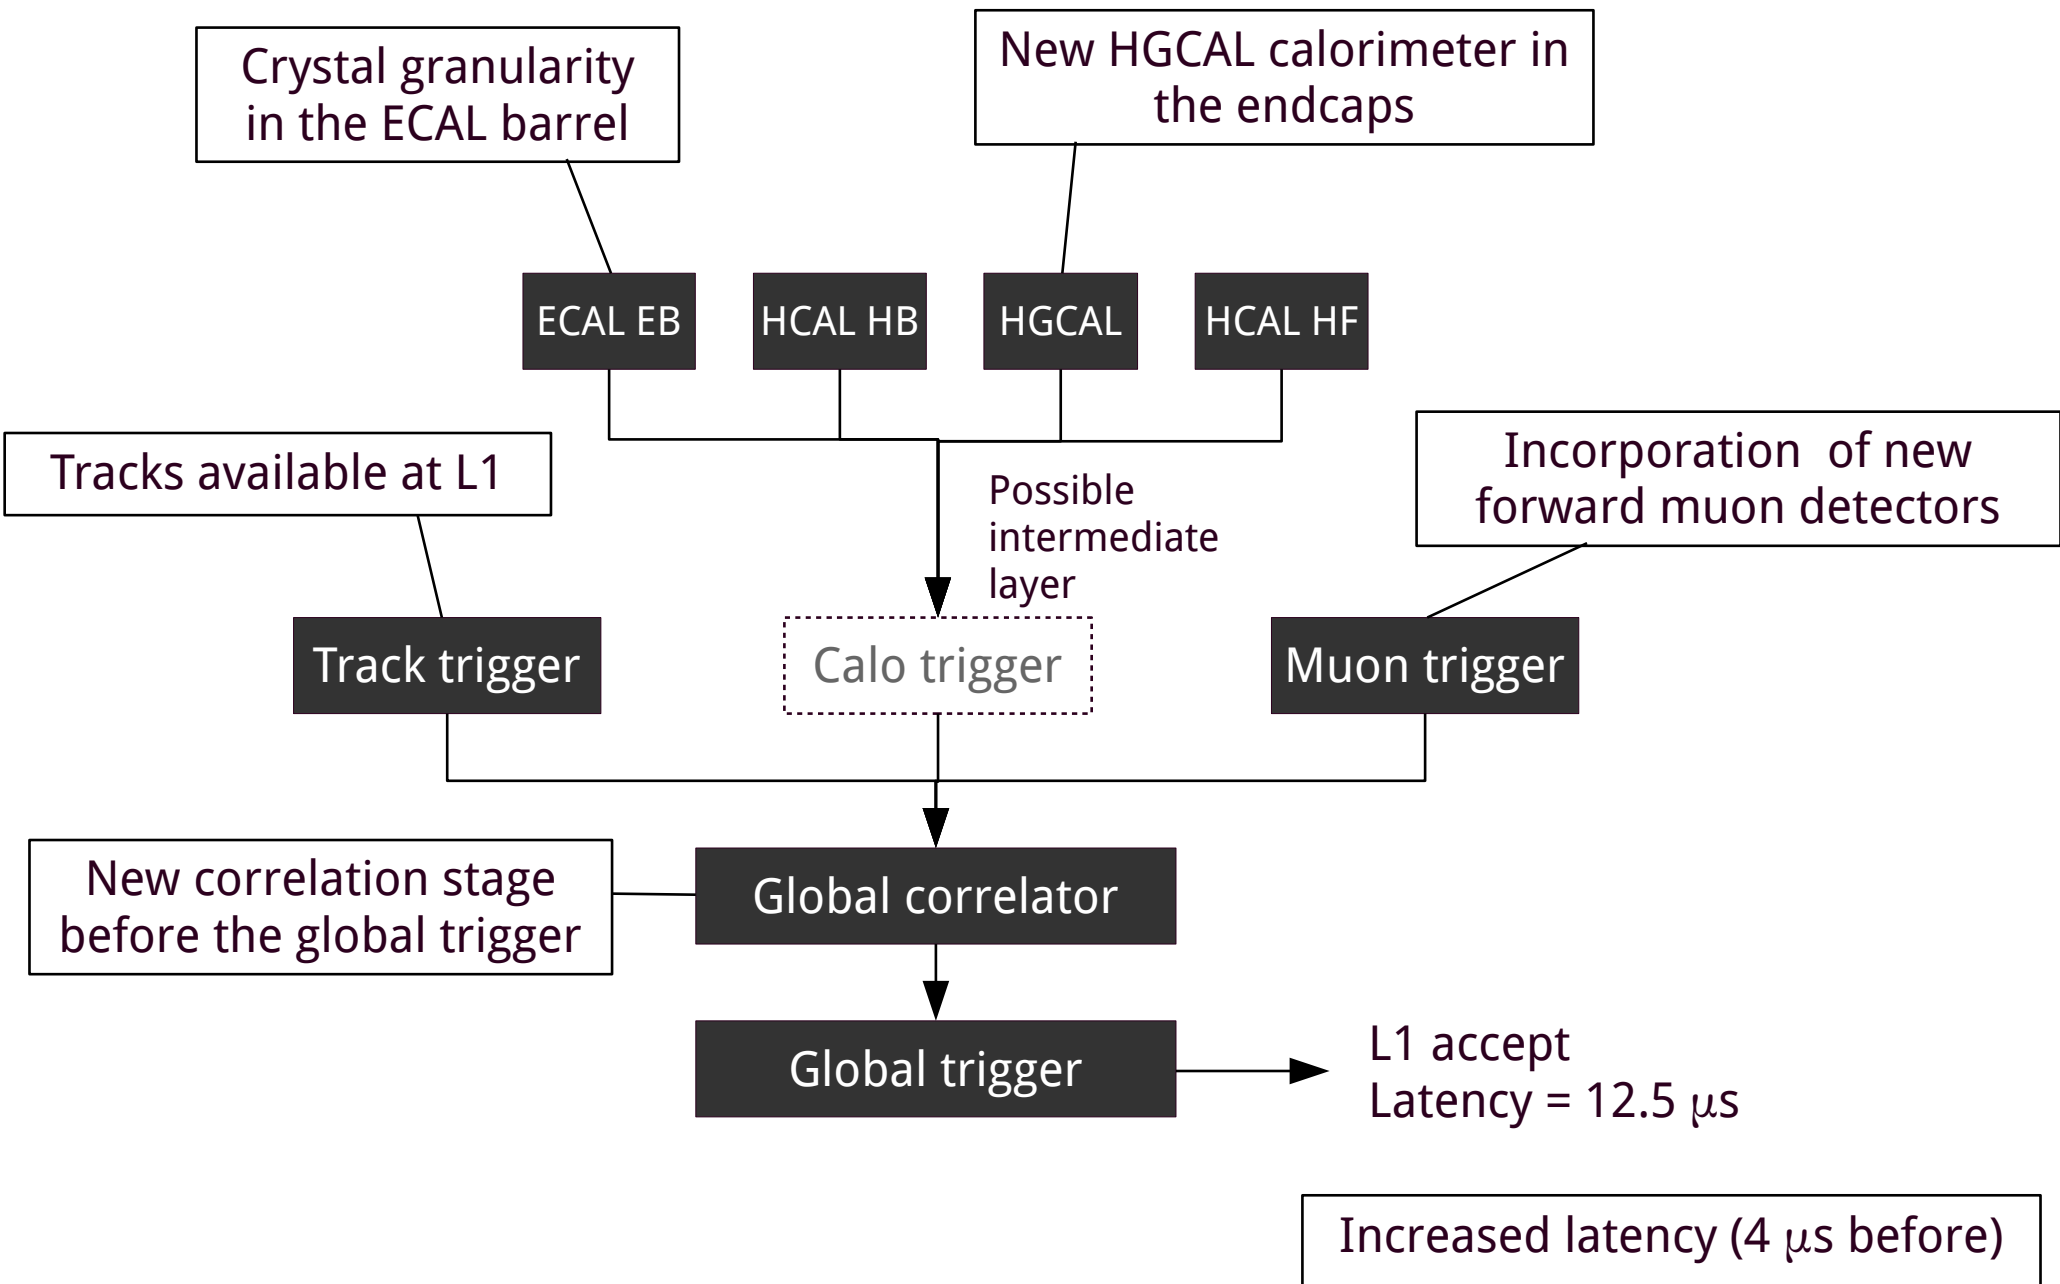 Crystal granularity
in the ECAL barrel
New HGCAL calorimeter in
the endcaps
ECAL EB
HCAL HB
HGCAL
HCAL HF
Tracks available at L1
Possible
intermediate
layer
Incorporation  of new
forward muon detectors
Track trigger
Calo trigger
Muon trigger
New correlation stage
before the global trigger
Global correlator
Global trigger
L1 accept
Latency = 12.5 μs
Increased latency (4 μs before)